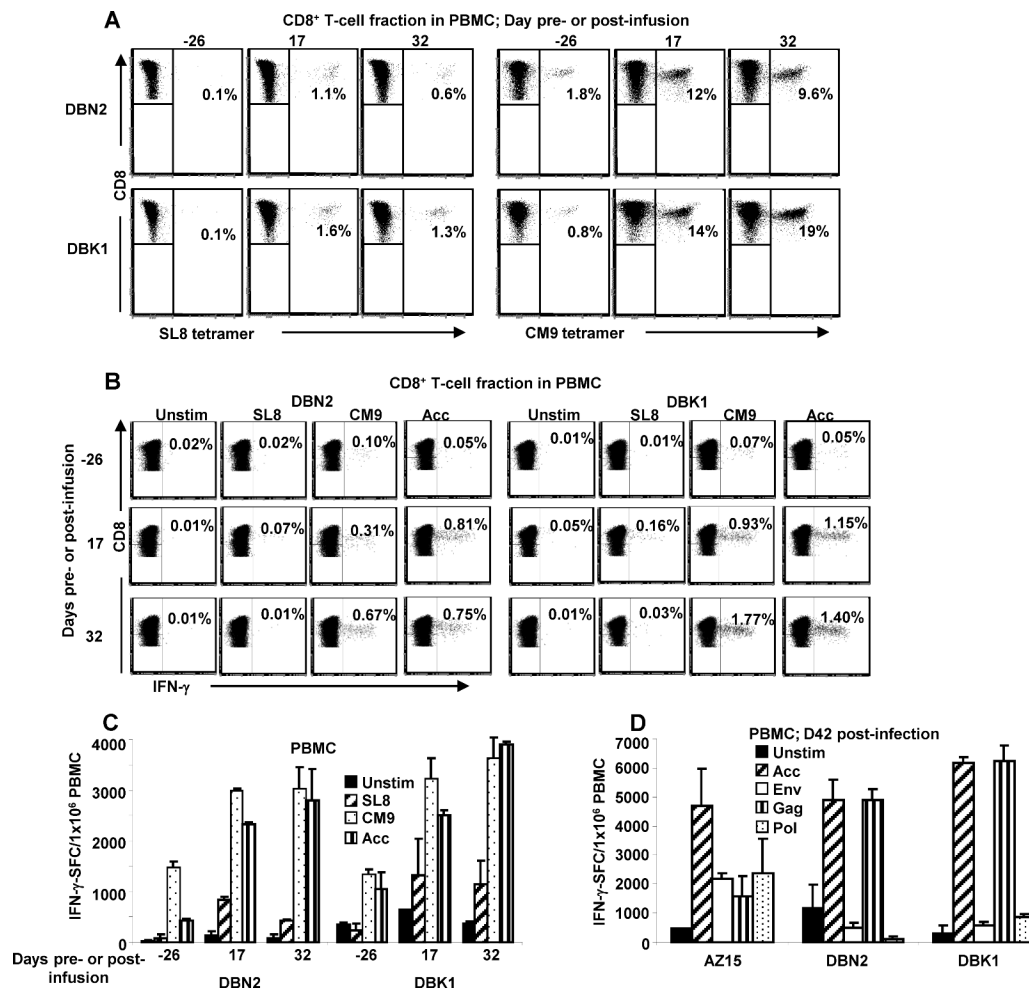 A
CD8+ T-cell fraction in PBMC; Day pre- or post-infusion
-26 17 32 -26 17 32
DBN2
0.1% 1.1% 0.6% 1.8% 12% 9.6%
CD8
DBK1
0.1% 1.6% 1.3% 0.8% 14% 19%
SL8 tetramer CM9 tetramer
B
CD8+ T-cell fraction in PBMC
DBN2 DBK1
Unstim SL8 CM9 Acc Unstim SL8 CM9 Acc
Days pre- or post-infusion
CD8
-26
0.02% 0.02% 0.10% 0.05% 0.01% 0.01% 0.07% 0.05%
17
0.01% 0.07% 0.31% 0.81% 0.05% 0.16% 0.93% 1.15%
32
0.01% 0.01% 0.67% 0.75% 0.01% 0.03% 1.77% 1.40%
IFN-γ
C
PBMC
IFN-γ-SFC/1x10⁶ PBMC
4000
3000
2000
1000
0
Unstim
SL8
CM9
Acc
Days pre- or post-infusion
-26 17 32 -26 17 32
DBN2 DBK1
D
PBMC; D42 post-infection
IFN-γ-SFC/1x10⁶ PBMC
7000
6000
5000
4000
3000
2000
1000
0
Unstim
Acc
Env
Gag
Pol
AZ15 DBN2 DBK1